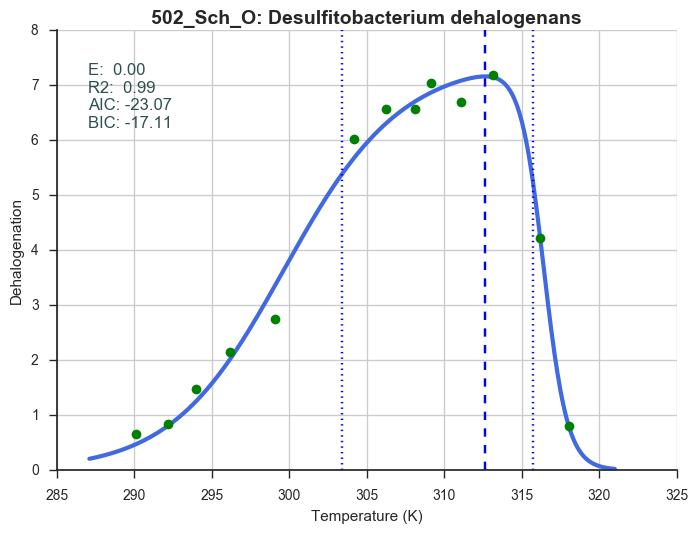 502_Sch_O: Desulfitobacterium dehalogenans
E: 0.00
R2: 0.99
AIC: -23.07
BIC: -17.11
Dehalogenation
8
7
6
5
4
3
2
1
0
285 290 295 300 305 310 315 320 325
Temperature (K)